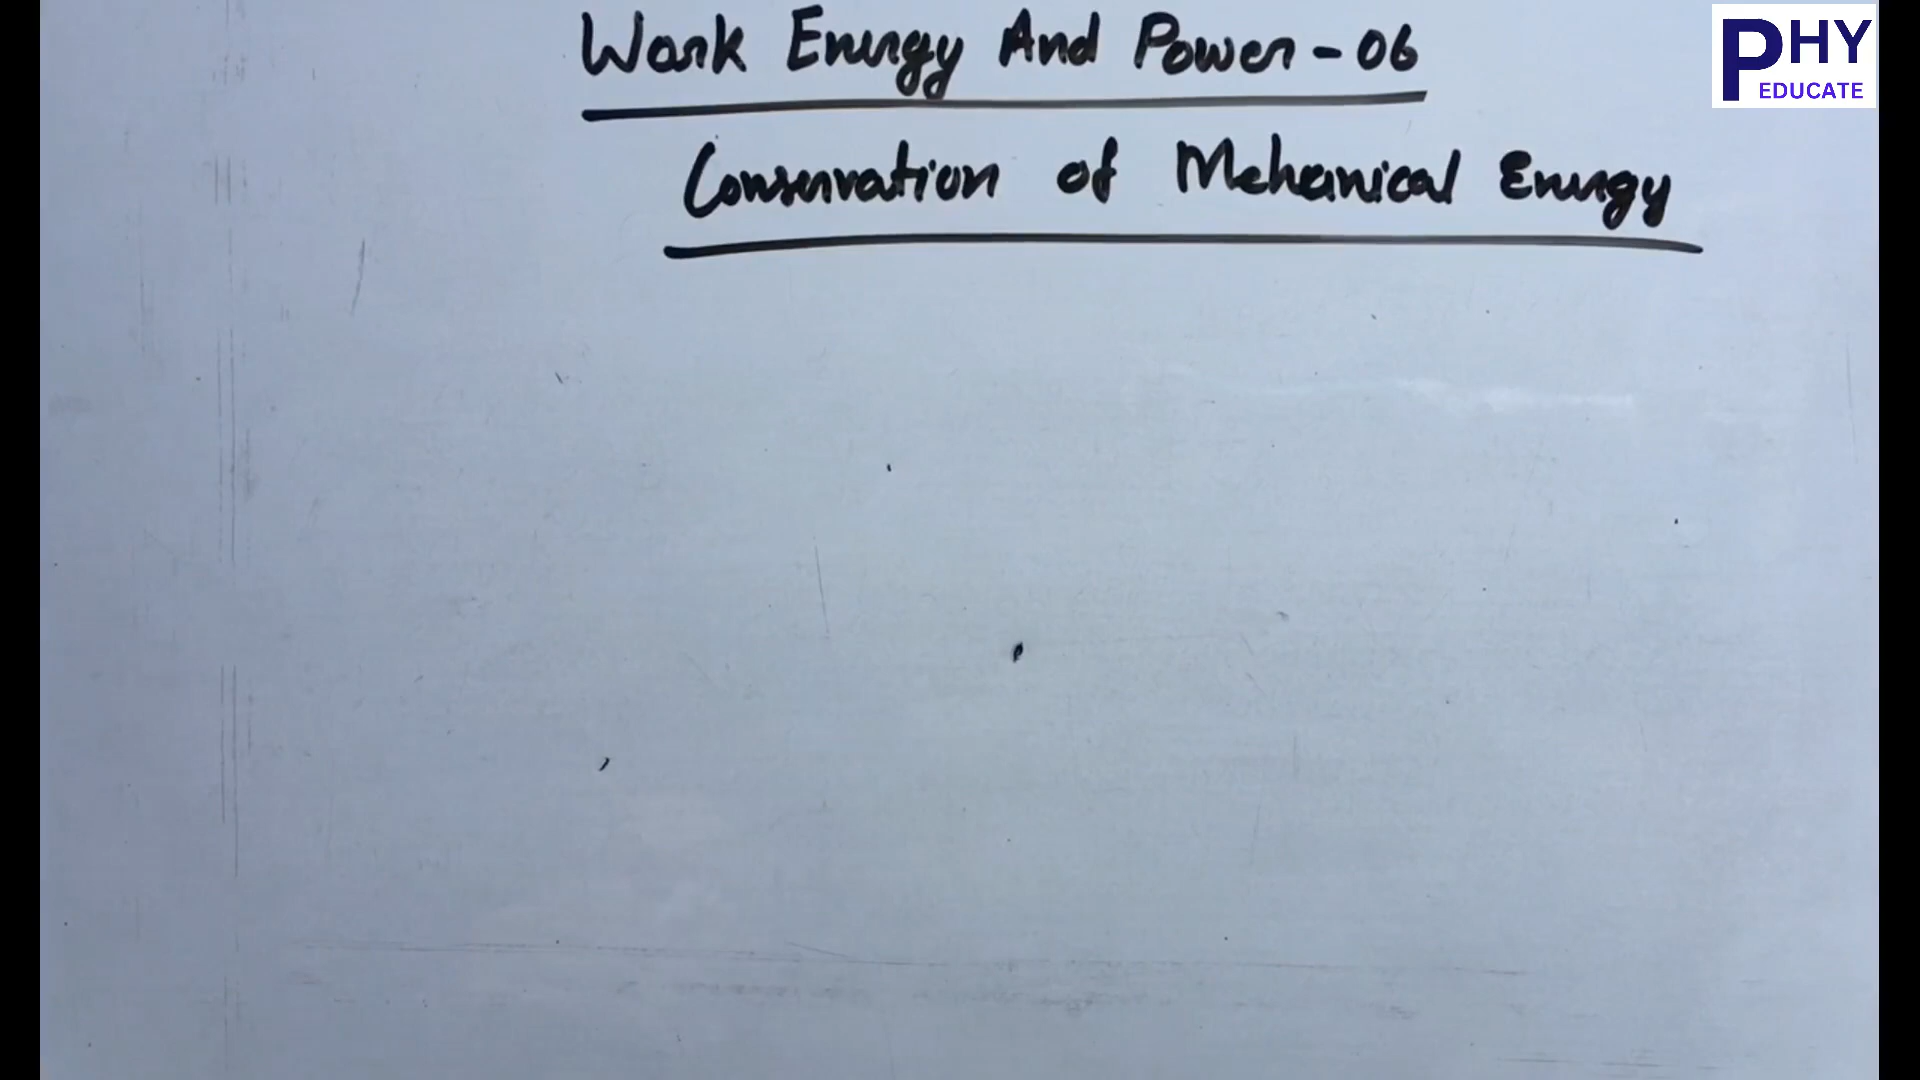 Work Energy And Power - 06
PHY
EDUCATE
Conservation of Mehanical Energy